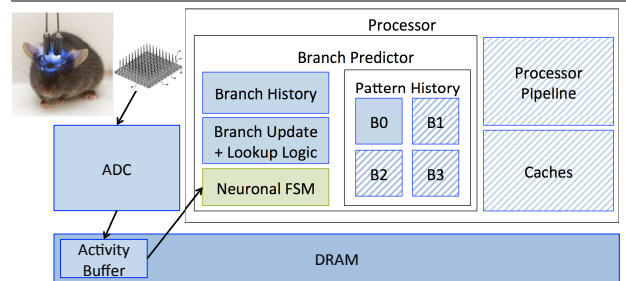 Processor
Branch Predictor
Branch History
Branch Update
+ Lookup Logic
Neuronal FSM
Pattern History
B0
B1
B2
B3
Processor
Pipeline
Caches
ADC
Activity
Buffer
DRAM